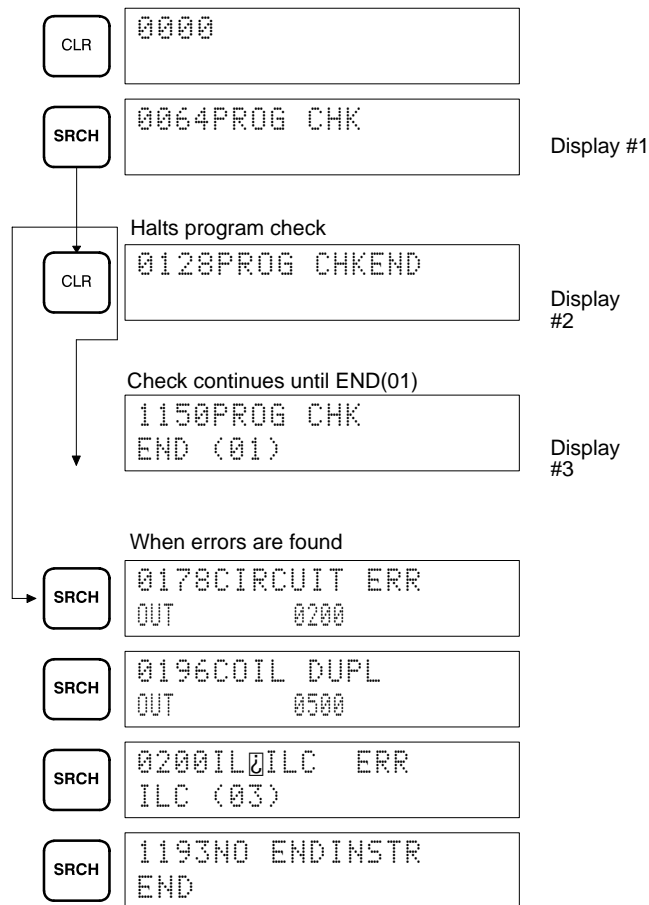 CLR
0000
SRCH
0064PROG CHK
Display #1
Halts program check
CLR
0128PROG CHKEND
Display
#2
Check continues until END(01)
1150PROG CHK
END (01)
Display
#3
When errors are found
SRCH
0178CIRCUIT ERR
OUT 0200
SRCH
0196COIL DUPL
OUT 0500
SRCH
0200IL¿ILC ERR
ILC (03)
SRCH
1193NO ENDINSTR
END